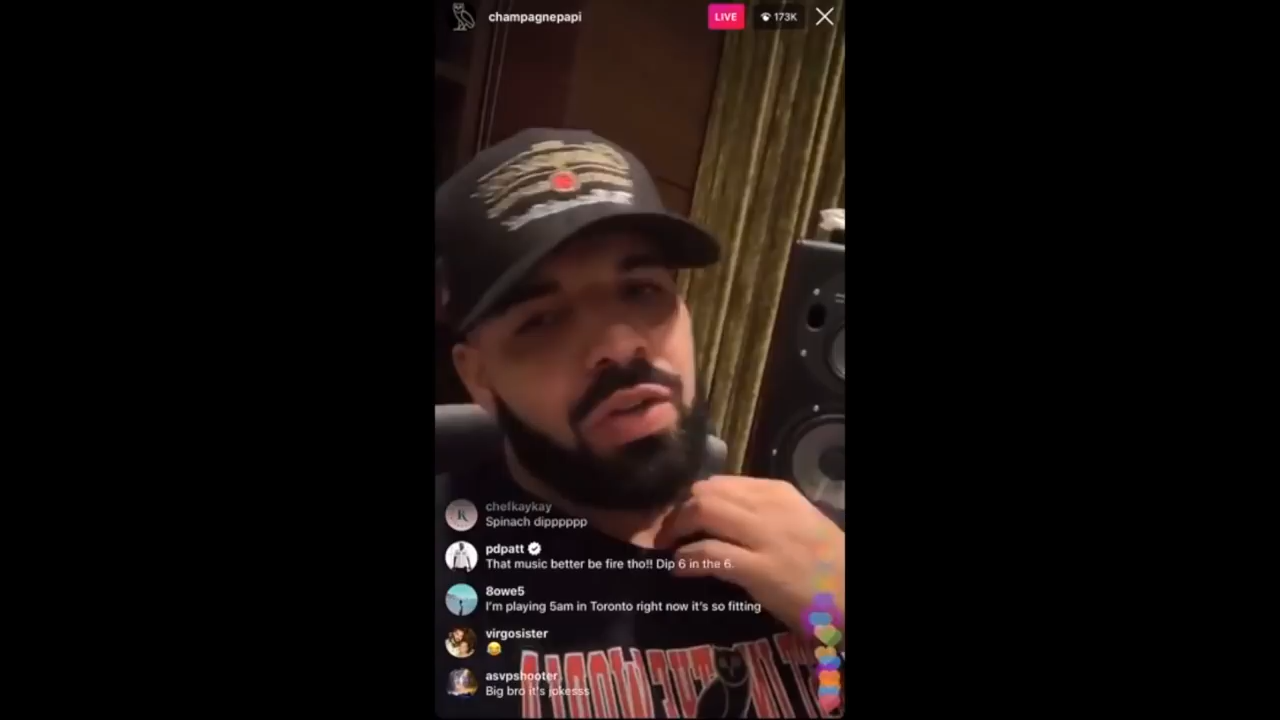 champagnepapi
LIVE
173K
chefkaykay
Spinach dipppppp
pdpatt
That music better be fire tho!! Dip 6 in the 6.
8owe5
I'm playing 5am in Toronto right now it's so fitting
virgosister
😂
asvpshooter
Big bro it's jokesss